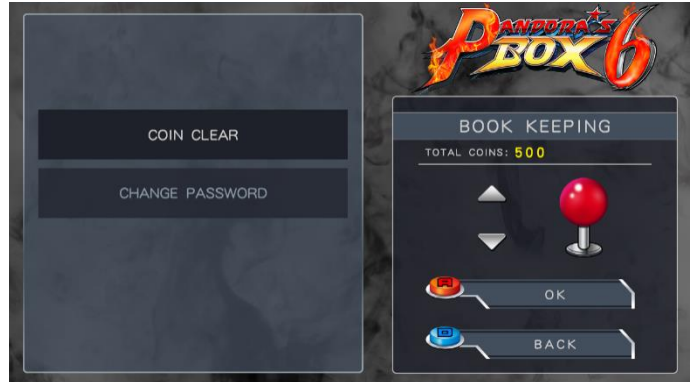 COIN CLEAR
CHANGE PASSWORD
PANDORA'S
BOX 6
BOOK KEEPING
TOTAL COINS: 500
A OK
B BACK